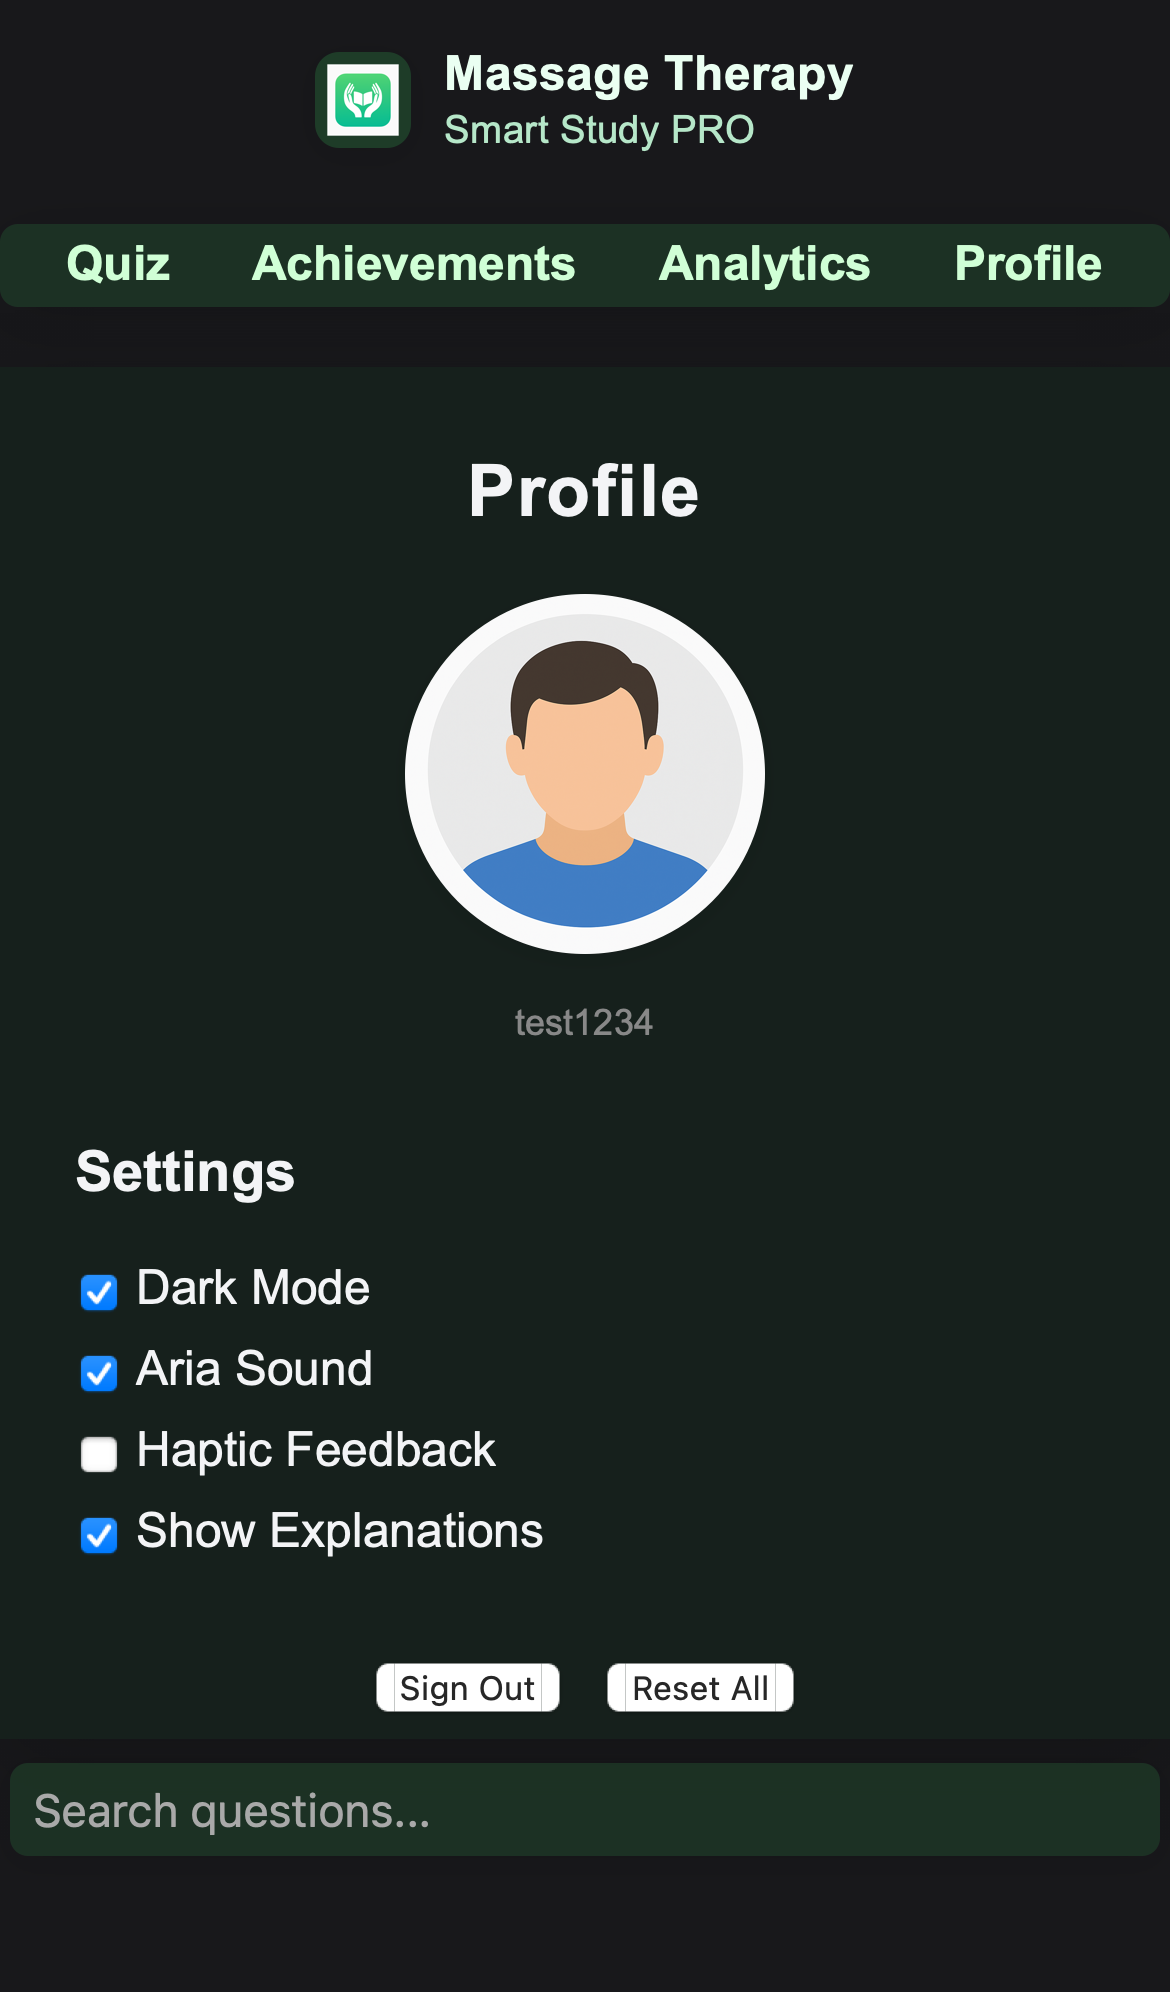 Massage Therapy
Smart Study PRO
Quiz Achievements Analytics Profile
Profile
test1234
Settings
Dark Mode
Aria Sound
Haptic Feedback
Show Explanations
Sign Out Reset All
Search questions...